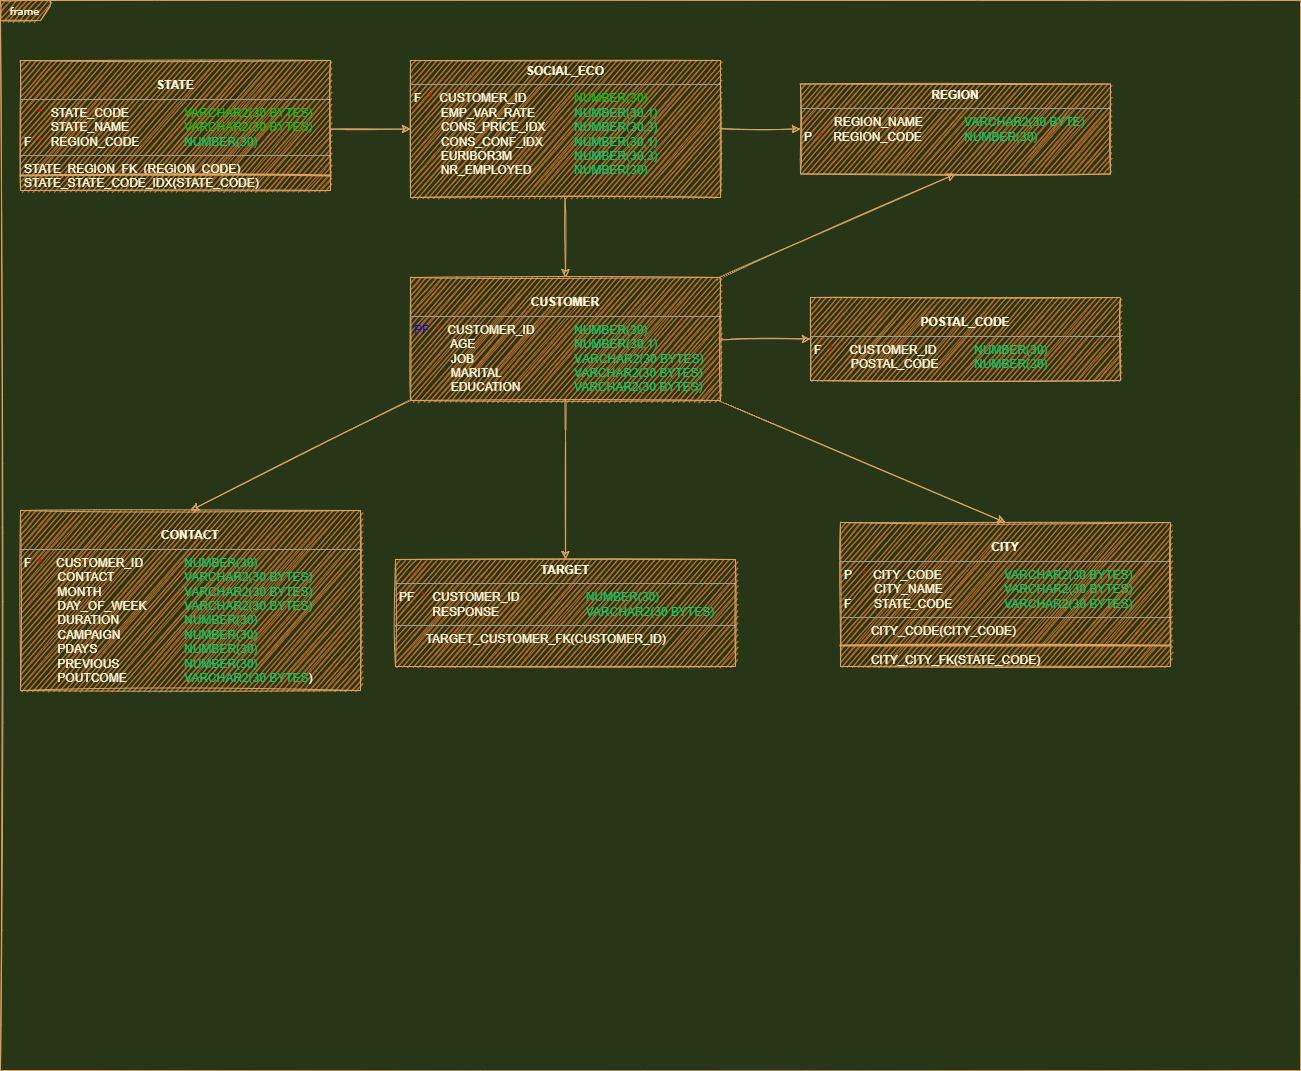 frame
STATE
STATE_CODE VARCHAR2(30 BYTES)
STATE_NAME VARCHAR2(30 BYTES)
F REGION_CODE NUMBER(30)
STATE_REGION_FK (REGION_CODE)
STATE_STATE_CODE_IDX(STATE_CODE)
SOCIAL_ECO
F CUSTOMER_ID NUMBER(30)
EMP_VAR_RATE NUMBER(30,1)
CONS_PRICE_IDX NUMBER(30,3)
CONS_CONF_IDX NUMBER(30,1)
EURIBOR3M NUMBER(30,3)
NR_EMPLOYED NUMBER(30)
REGION
REGION_NAME VARCHAR2(30 BYTE)
P REGION_CODE NUMBER(30)
CUSTOMER
PF CUSTOMER_ID NUMBER(30)
AGE NUMBER(30,1)
JOB VARCHAR2(30 BYTES)
MARITAL VARCHAR2(30 BYTES)
EDUCATION VARCHAR2(30 BYTES)
POSTAL_CODE
F CUSTOMER_ID NUMBER(30)
POSTAL_CODE NUMBER(30)
CONTACT
F CUSTOMER_ID NUMBER(30)
CONTACT VARCHAR2(30 BYTES)
MONTH VARCHAR2(30 BYTES)
DAY_OF_WEEK VARCHAR2(30 BYTES)
DURATION NUMBER(30)
CAMPAIGN NUMBER(30)
PDAYS NUMBER(30)
PREVIOUS NUMBER(30)
POUTCOME VARCHAR2(30 BYTES)
TARGET
PF CUSTOMER_ID NUMBER(30)
RESPONSE VARCHAR2(30 BYTES)
TARGET_CUSTOMER_FK(CUSTOMER_ID)
CITY
P CITY_CODE VARCHAR2(30 BYTES)
CITY_NAME VARCHAR2(30 BYTES)
F STATE_CODE VARCHAR2(30 BYTES)
CITY_CODE(CITY_CODE)
CITY_CITY_FK(STATE_CODE)